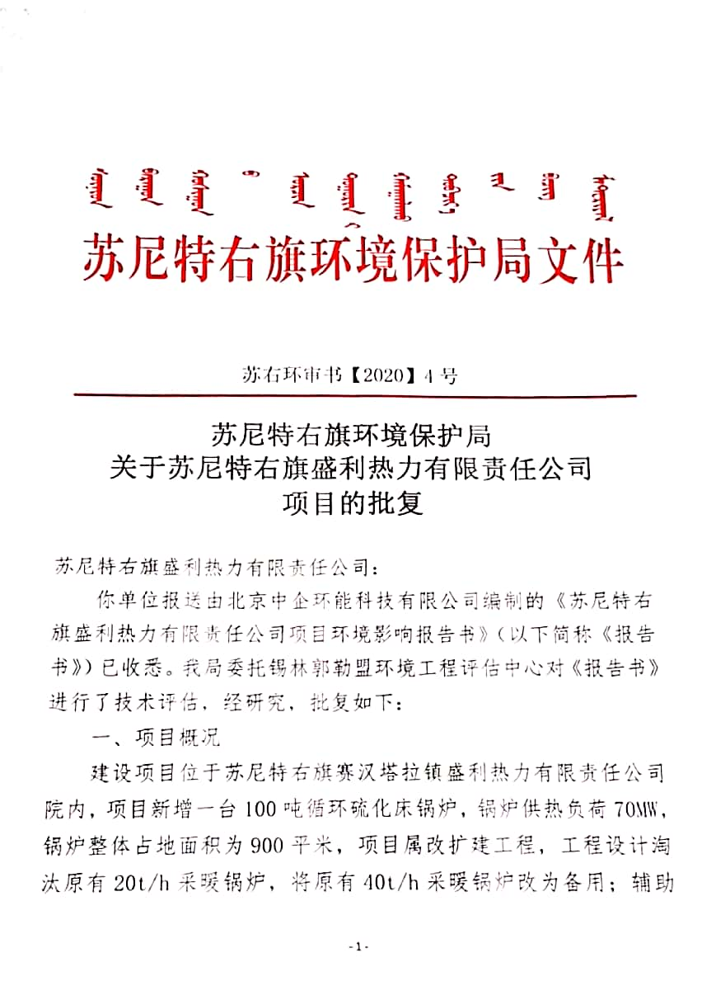 苏尼特右旗环境保护局文件
苏右环审书【2020】4号
苏尼特右旗环境保护局
关于苏尼特右旗盛利热力有限责任公司
项目的批复
苏尼特右旗盛利热力有限责任公司：
你单位报送由北京中企环能科技有限公司编制的《苏尼特右
旗盛利热力有限责任公司项目环境影响报告书》（以下简称《报告
书》）已收悉。我局委托锡林郭勒盟环境工程评估中心对《报告书》
进行了技术评估，经研究，批复如下：
一、项目概况
建设项目位于苏尼特右旗赛汉塔拉镇盛利热力有限责任公司
院内，项目新增一台100吨循环硫化床锅炉，锅炉供热负荷70MW，
锅炉整体占地面积为900平米，项目属改扩建工程，工程设计淘
汰原有20t/h采暖锅炉，将原有40t/h采暖锅炉改为备用；辅助
-1-